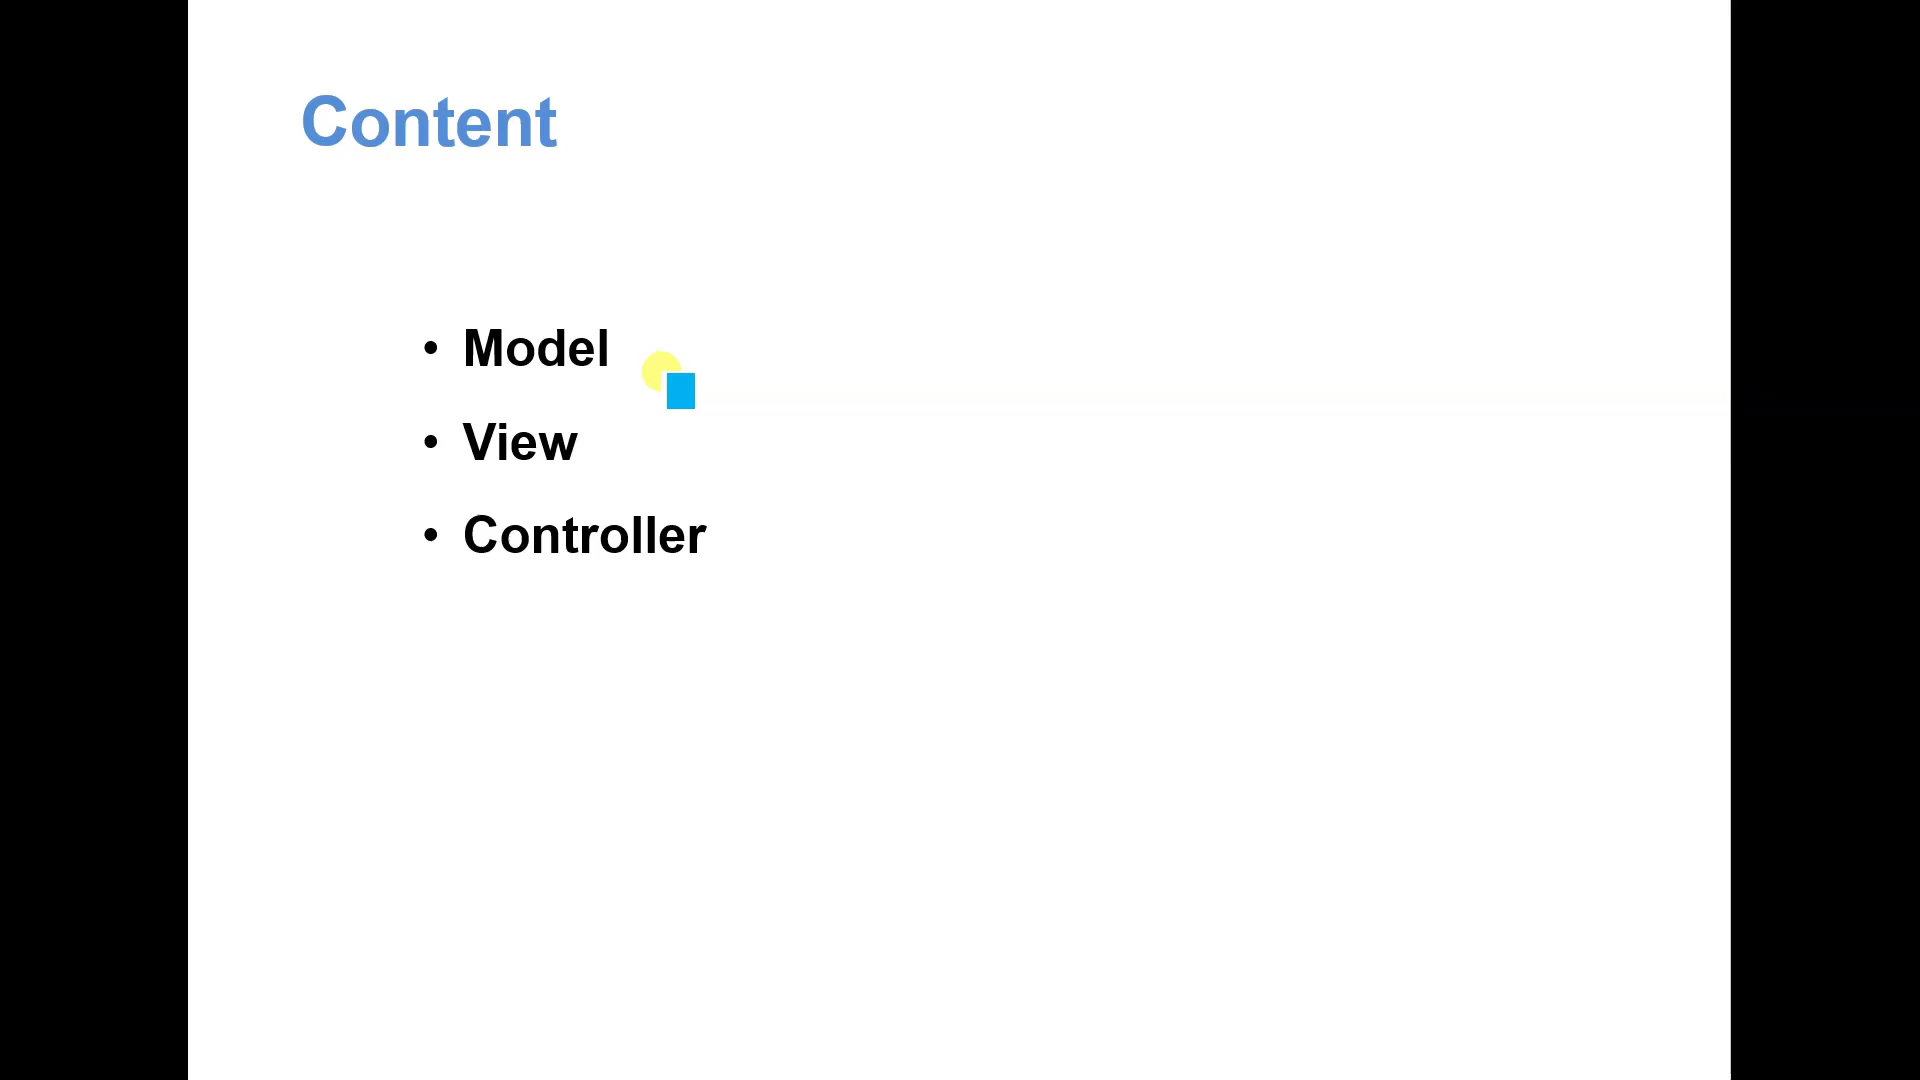 Content
• Model
• View
• Controller